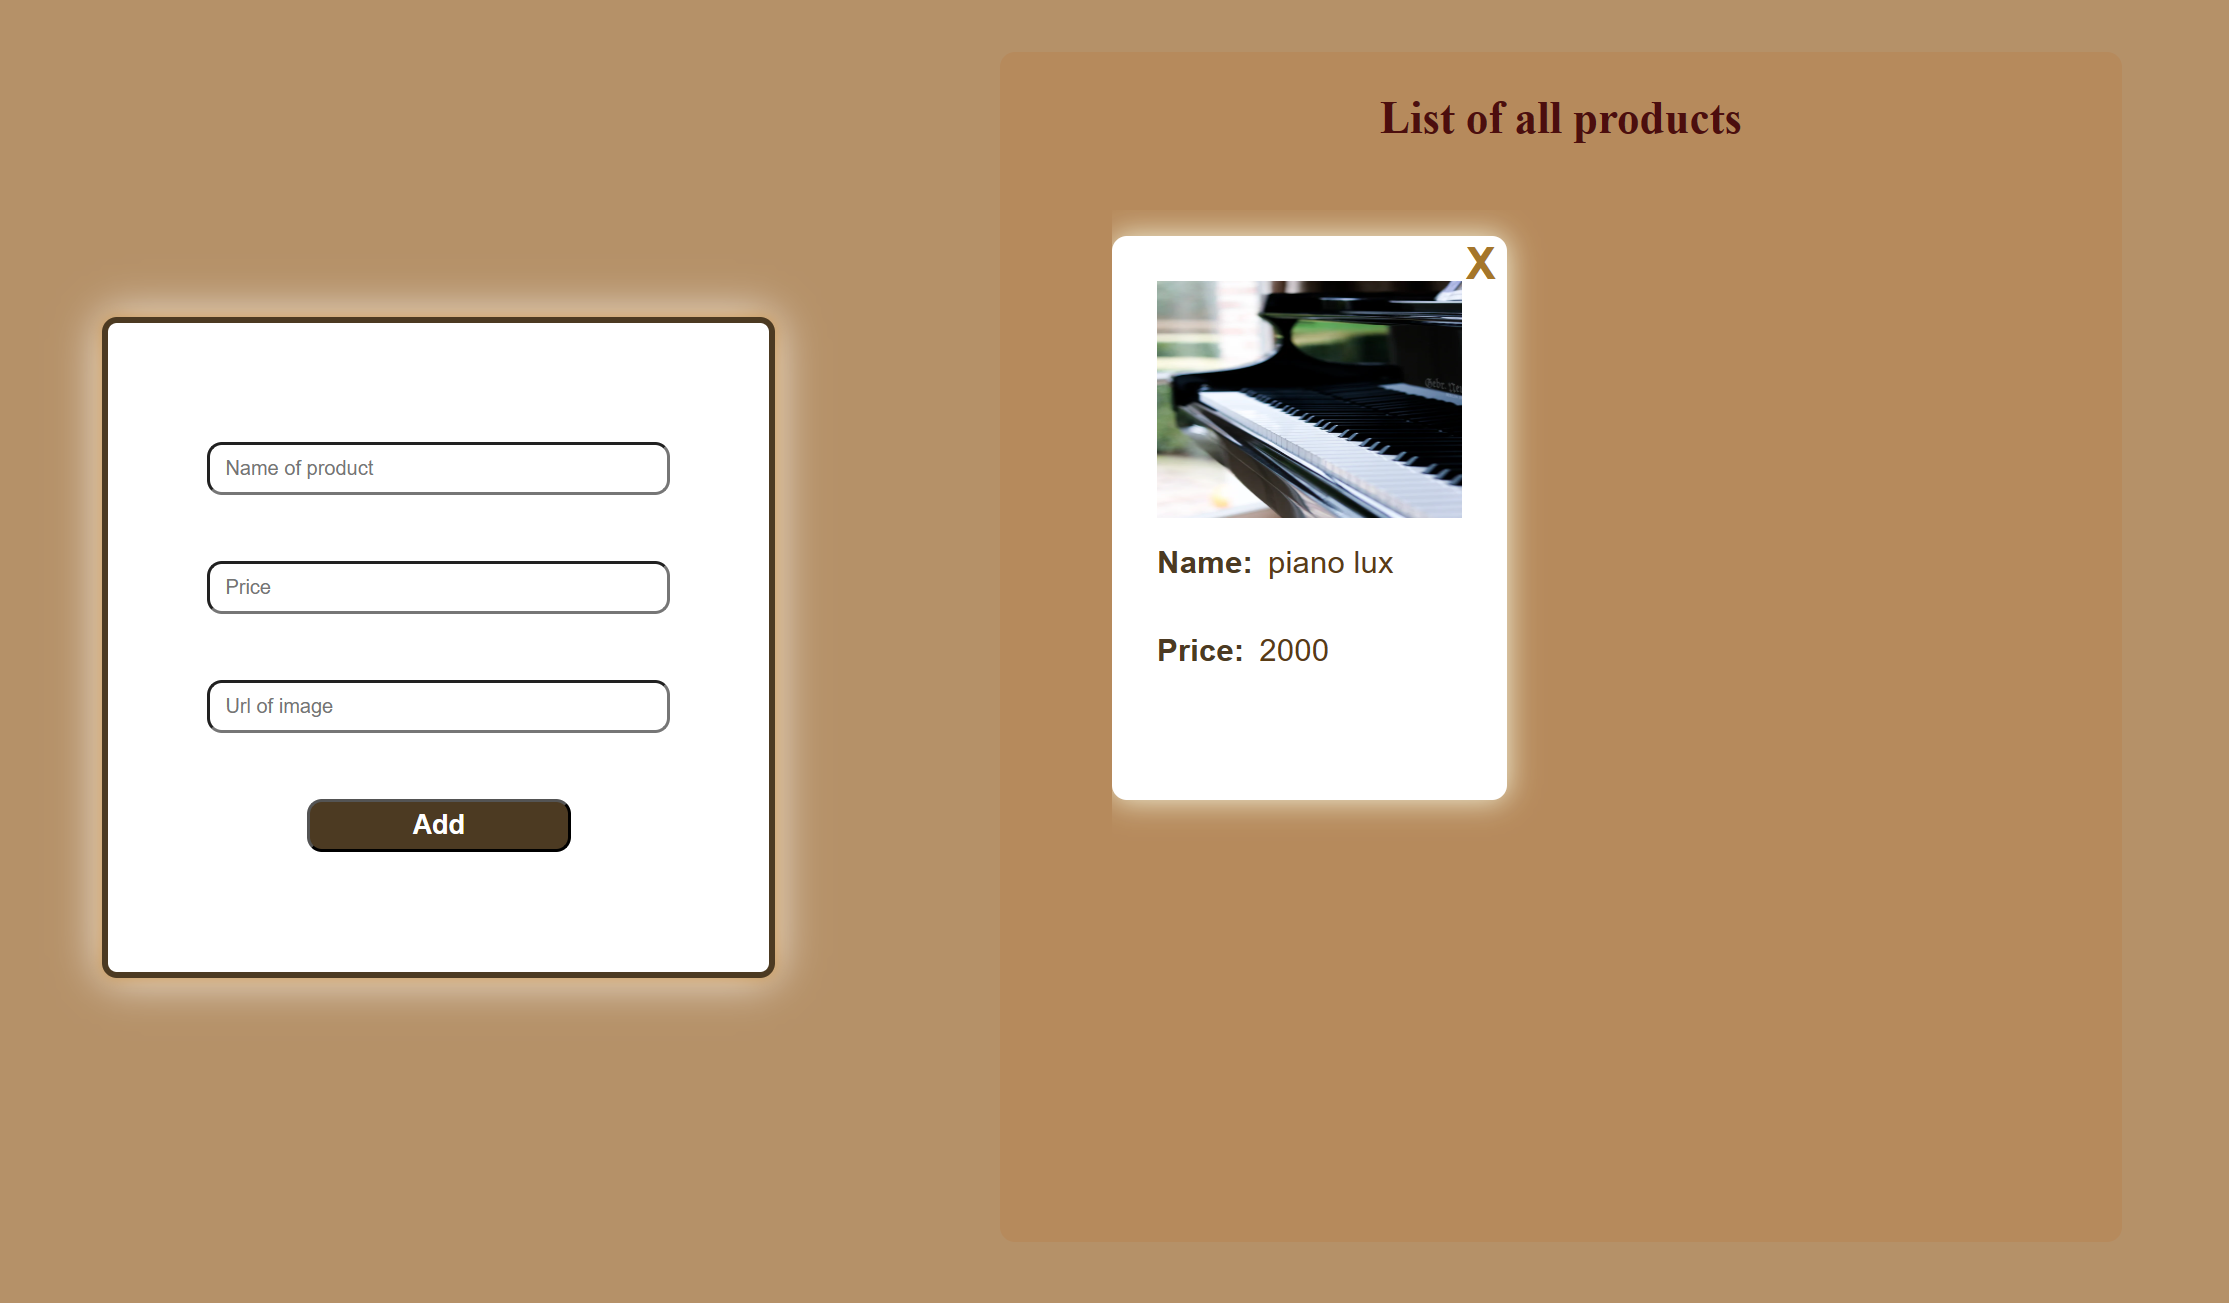 Name of product
Price
Url of image
Add
List of all products
X
Name: piano lux
Price: 2000